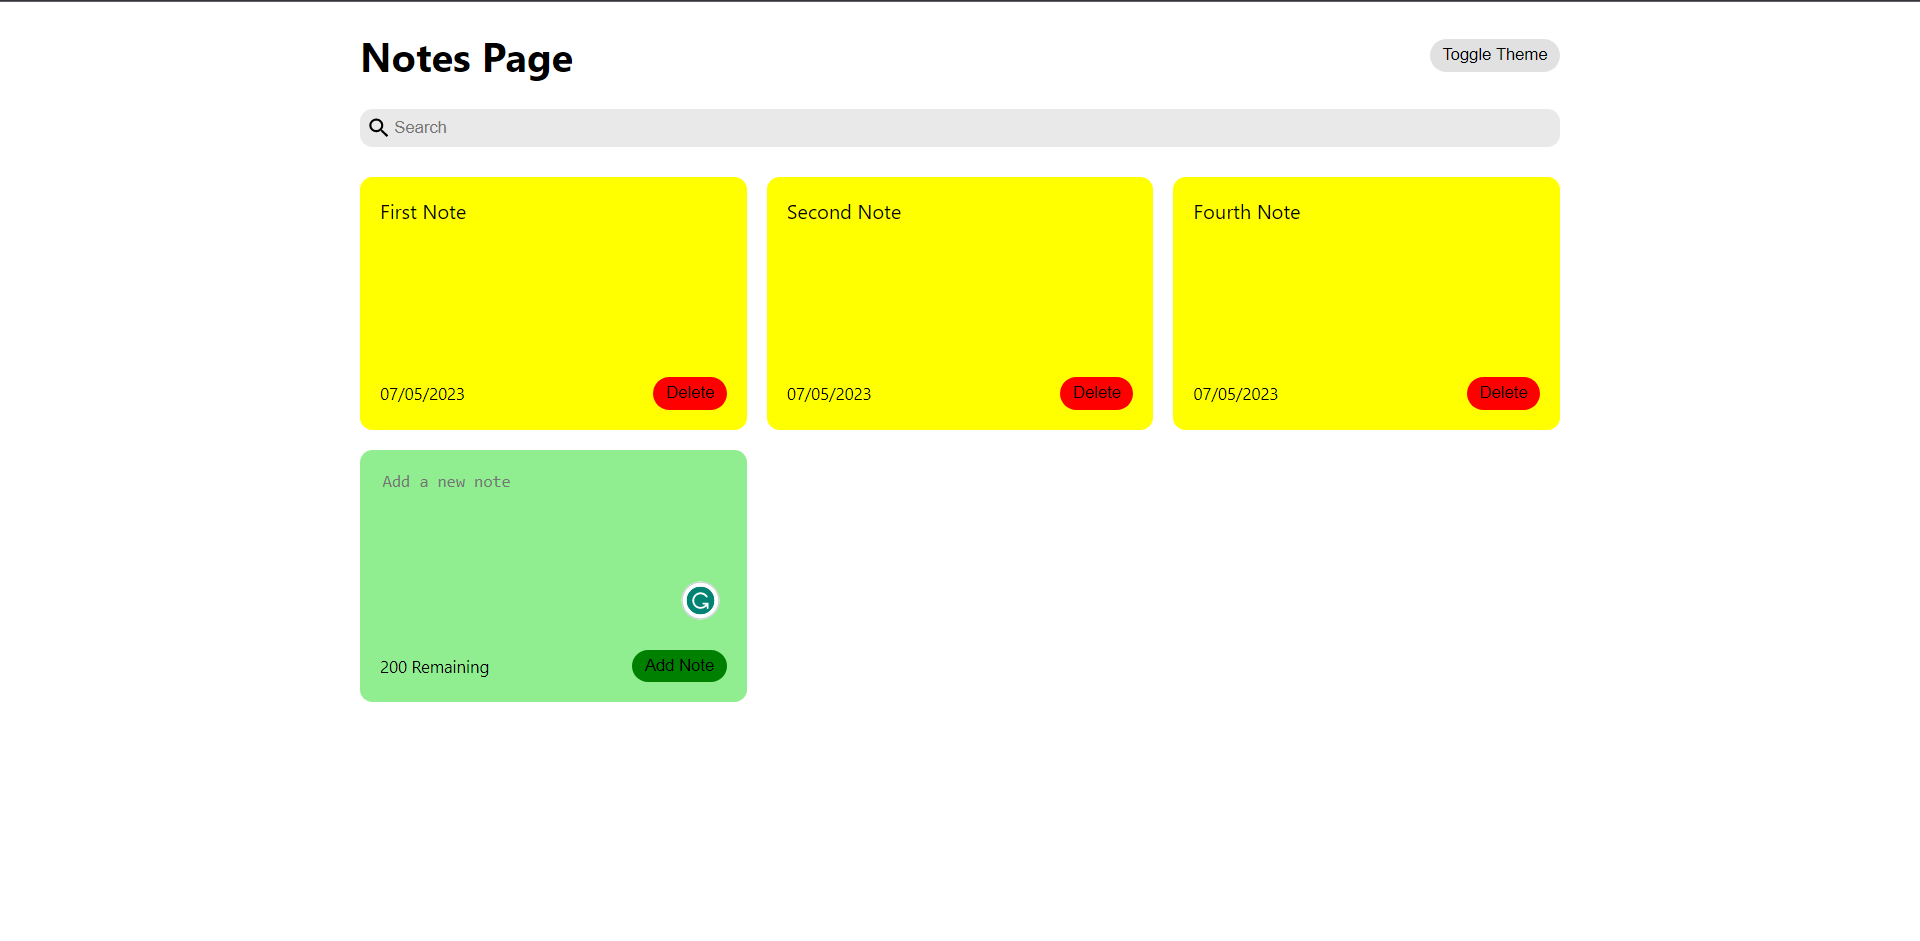 Notes Page
Toggle Theme
Search
First Note
Second Note
Fourth Note
07/05/2023
Delete
07/05/2023
Delete
07/05/2023
Delete
Add a new note
200 Remaining
Add Note